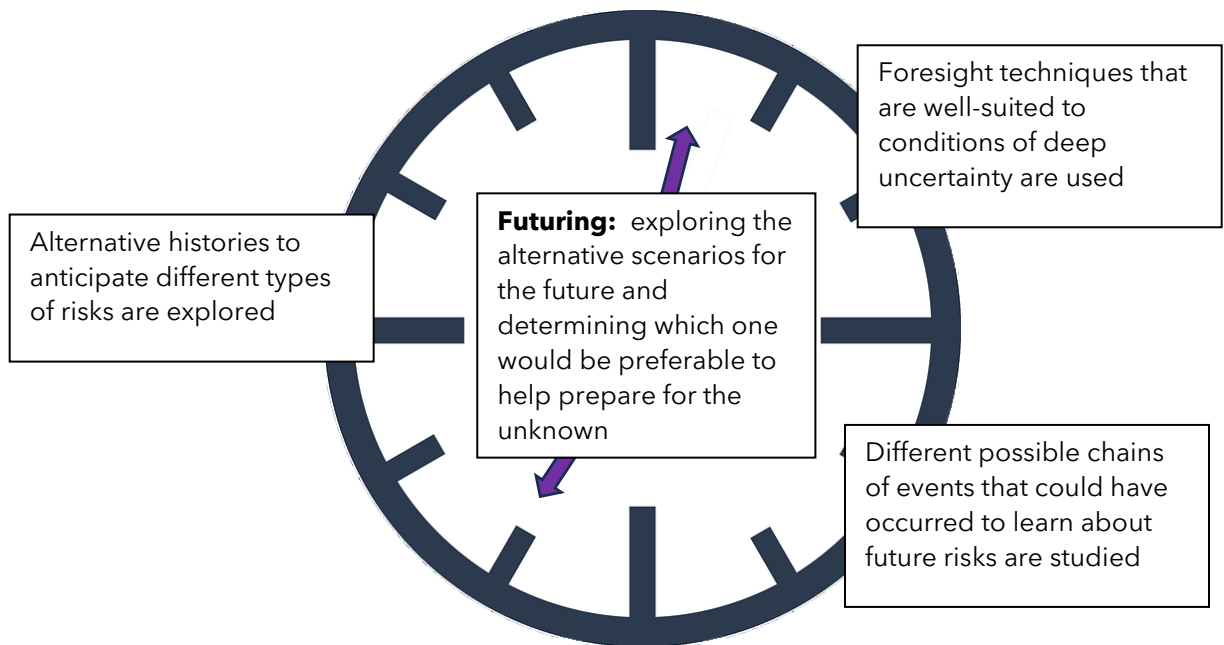 Foresight techniques that
are well-suited to
conditions of deep
uncertainty are used
Alternative histories to
anticipate different types
of risks are explored
Futuring:  exploring the
alternative scenarios for
the future and
determining which one
would be preferable to
help prepare for the
unknown
Different possible chains
of events that could have
occurred to learn about
future risks are studied